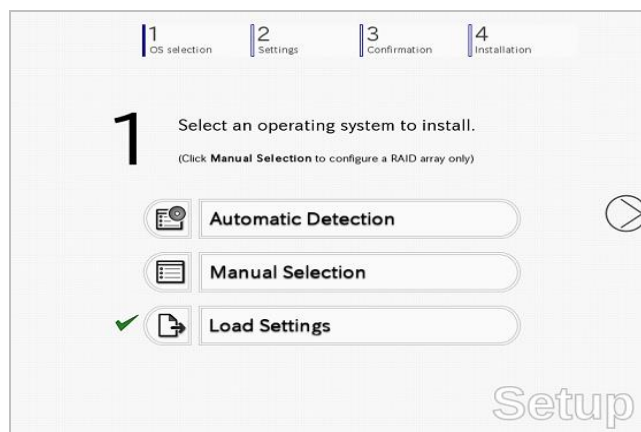 1
OS selection
2
Settings
3
Confirmation
4
Installation
1
Select an operating system to install.
(Click Manual Selection to configure a RAID array only)
Automatic Detection
Manual Selection
Load Settings
Setup